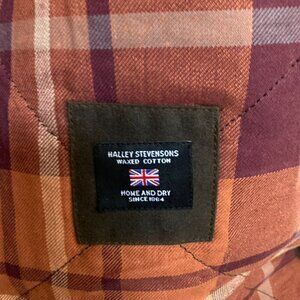 HALLEY STEVENSONS
WAXED COTTON
HOME AND DRY
SINCE 1864